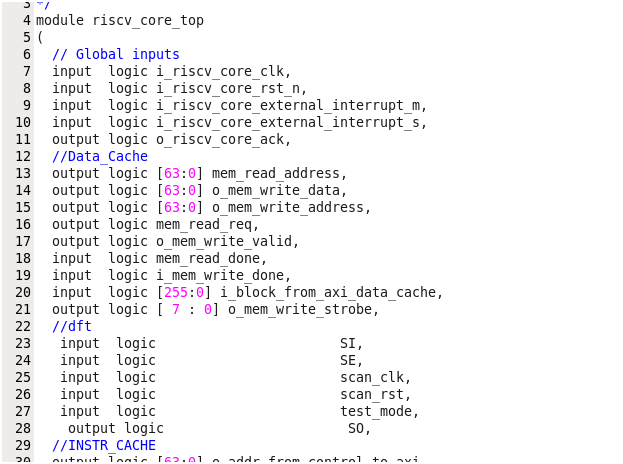 3 */
4 module riscv_core_top
5 (
6 // Global inputs
7 input logic i_riscv_core_clk,
8 input logic i_riscv_core_rst_n,
9 input logic i_riscv_core_external_interrupt_m,
10 input logic i_riscv_core_external_interrupt_s,
11 output logic o_riscv_core_ack,
12 //Data_Cache
13 output logic [63:0] mem_read_address,
14 output logic [63:0] o_mem_write_data,
15 output logic [63:0] o_mem_write_address,
16 output logic mem_read_req,
17 output logic o_mem_write_valid,
18 input logic mem_read_done,
19 input logic i_mem_write_done,
20 input logic [255:0] i_block_from_axi_data_cache,
21 output logic [ 7 : 0] o_mem_write_strobe,
22 //dft
23 input logic SI,
24 input logic SE,
25 input logic scan_clk,
26 input logic scan_rst,
27 input logic test_mode,
28 output logic SO,
29 //INSTR_CACHE
30 output logic [63:0] o_addr_from_control_to_axi